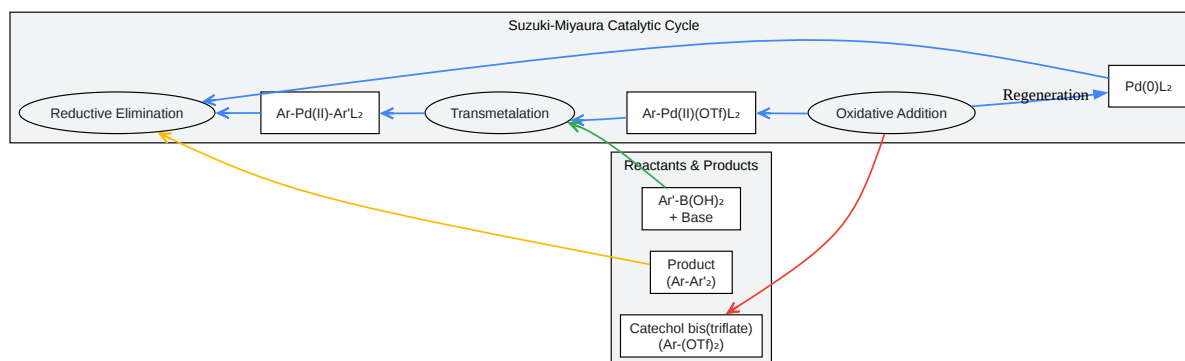 Suzuki-Miyaura Catalytic Cycle
Pd(0)L₂
Regeneration
Reductive Elimination
Ar-Pd(II)-Ar'L₂
Transmetalation
Ar-Pd(II)(OTf)L₂
Oxidative Addition
Reactants & Products
Ar'-B(OH)₂
+ Base
Product
(Ar-Ar'₂)
Catechol bis(triflate)
(Ar-(OTf)₂)